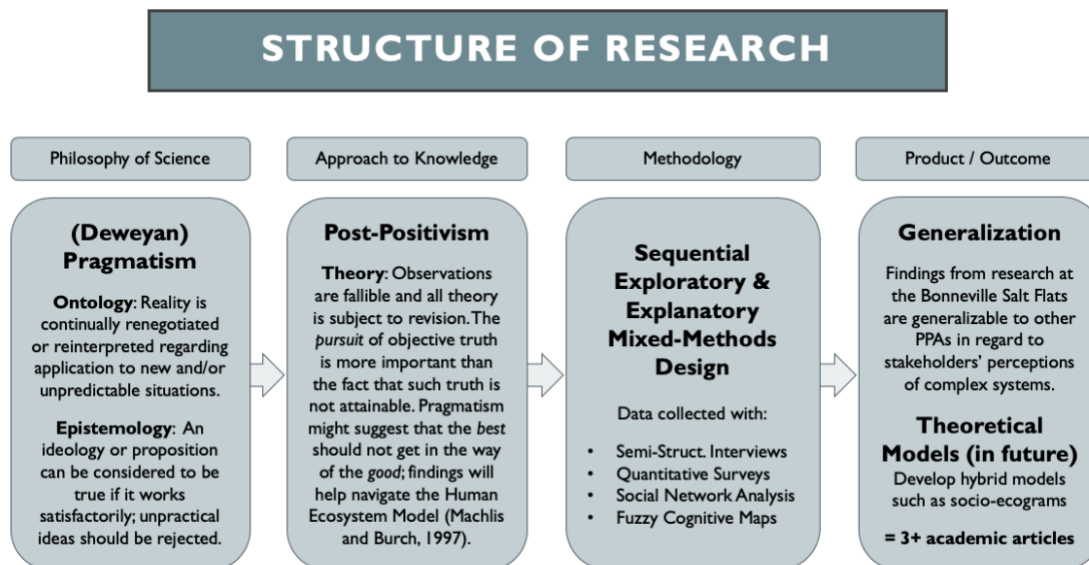 STRUCTURE OF RESEARCH
Philosophy of Science
(Deweyan)
Pragmatism
Ontology: Reality is
continually renegotiated
or reinterpreted regarding
application to new and/or
unpredictable situations.
Epistemology: An
ideology or proposition
can be considered to be
true if it works
satisfactorily; unpractical
ideas should be rejected.
Approach to Knowledge
Post-Positivism
Theory: Observations
are fallible and all theory
is subject to revision. The
pursuit of objective truth
is more important than
the fact that such truth is
not attainable. Pragmatism
might suggest that the best
should not get in the way
of the good; findings will
help navigate the Human
Ecosystem Model (Machlis
and Burch, 1997).
Methodology
Sequential
Exploratory &
Explanatory
Mixed-Methods
Design
Data collected with:
• Semi-Struct. Interviews
• Quantitative Surveys
• Social Network Analysis
• Fuzzy Cognitive Maps
Product / Outcome
Generalization
Findings from research at
the Bonneville Salt Flats
are generalizable to other
PPAs in regard to
stakeholders' perceptions
of complex systems.
Theoretical
Models (in future)
Develop hybrid models
such as socio-ecograms
= 3+ academic articles